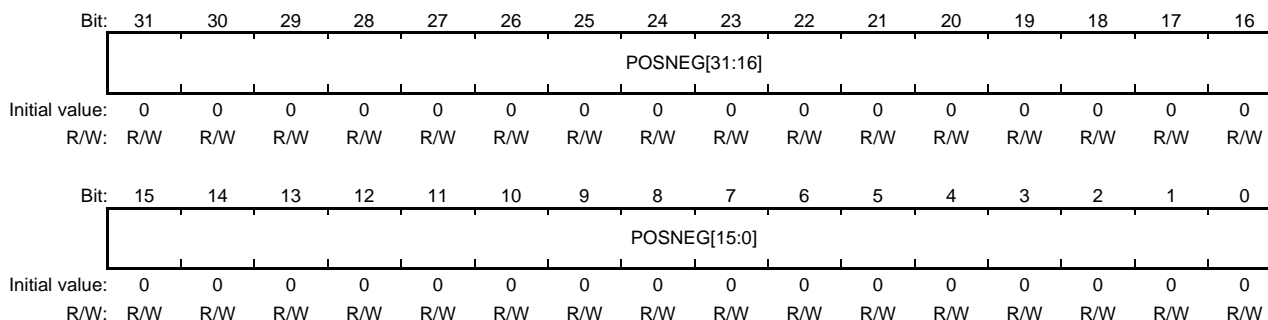 Bit: 31 30 29 28 27 26 25 24 23 22 21 20 19 18 17 16
POSNEG[31:16]
Initial value: 0 0 0 0 0 0 0 0 0 0 0 0 0 0 0 0
R/W: R/W R/W R/W R/W R/W R/W R/W R/W R/W R/W R/W R/W R/W R/W R/W R/W
Bit: 15 14 13 12 11 10 9 8 7 6 5 4 3 2 1 0
POSNEG[15:0]
Initial value: 0 0 0 0 0 0 0 0 0 0 0 0 0 0 0 0
R/W: R/W R/W R/W R/W R/W R/W R/W R/W R/W R/W R/W R/W R/W R/W R/W R/W